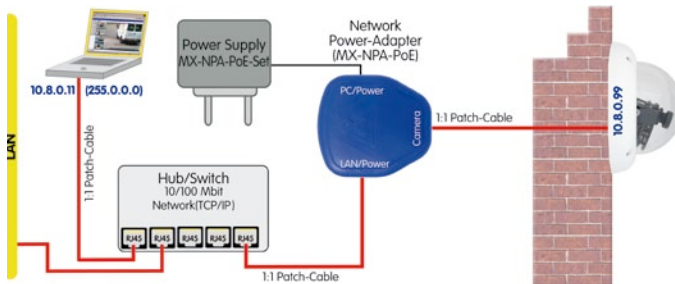 LAN
10.8.0.11 (255.0.0.0)
1:1 Patch-Cable
Power Supply
MX-NPA-PoE-Set
Network
Power-Adapter
(MX-NPA-PoE)
PC/Power
Camera
LAN/Power
1:1 Patch-Cable
10.8.0.99
Hub/Switch
10/100 Mbit
Network(TCP/IP)
RJ45
RJ45
RJ45
RJ45
RJ45
1:1 Patch-Cable